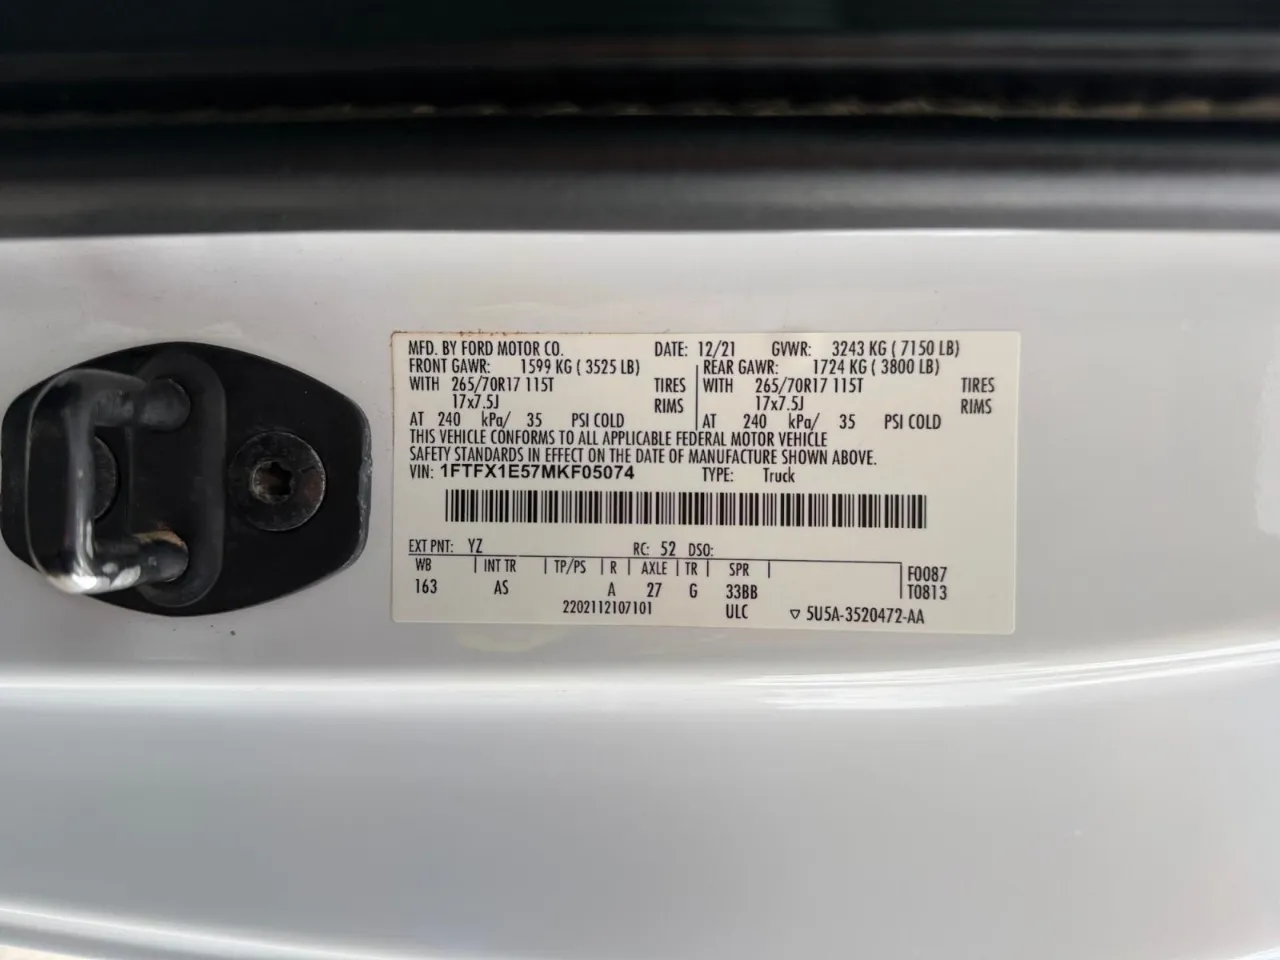 MFD. BY FORD MOTOR CO. DATE: 12/21 GVWR: 3243 KG ( 7150 LB)
FRONT GAWR: 1599 KG ( 3525 LB) REAR GAWR: 1724 KG ( 3800 LB)
WITH 265/70R17 115T TIRES WITH 265/70R17 115T TIRES
17x7.5J RIMS 17x7.5J RIMS
AT 240 kPa/ 35 PSI COLD AT 240 kPa/ 35 PSI COLD
THIS VEHICLE CONFORMS TO ALL APPLICABLE FEDERAL MOTOR VEHICLE
SAFETY STANDARDS IN EFFECT ON THE DATE OF MANUFACTURE SHOWN ABOVE.
VIN: 1FTFX1E57MKF05074 TYPE: Truck
EXT PNT: YZ RC: 52 DSO:
WB INT TR TP/PS R AXLE TR SPR F0087
163 AS A 27 G 33BB T0813
2202112107101 ULC ▽ 5U5A-3520472-AA